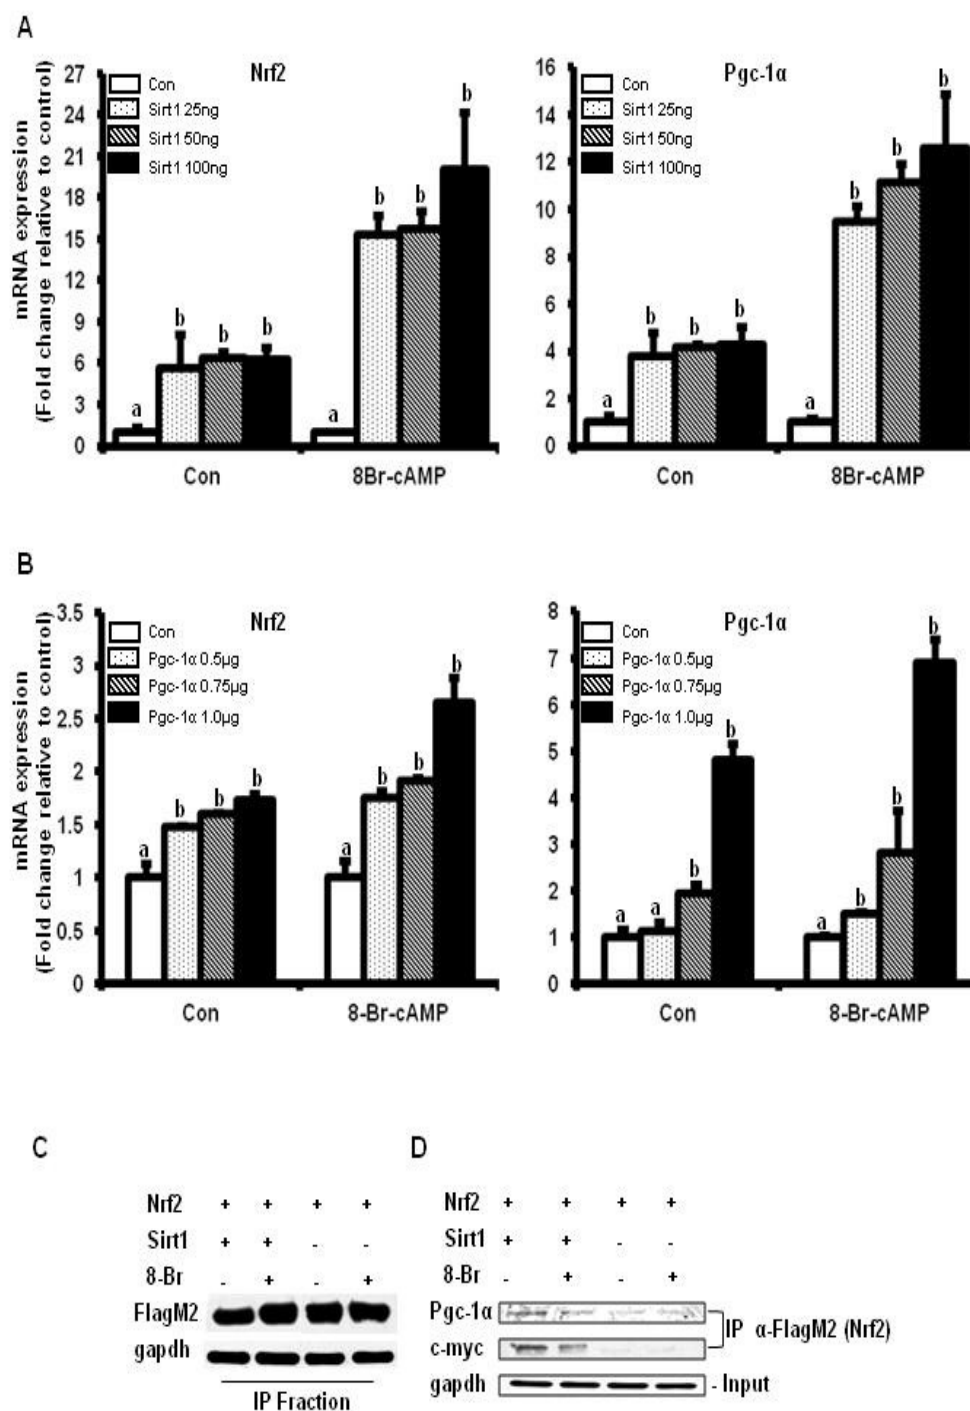 A
Nrf2
Pgc-1α
mRNA expression
(Fold change relative to control)
27
24
21
18
15
12
9
6
3
0
Con
Sirt1 25ng
Sirt1 50ng
Sirt1 100ng
a
b
b
b
a
b
b
b
Con
8Br-cAMP
16
14
12
10
8
6
4
2
0
Con
Sirt1 25ng
Sirt1 50ng
Sirt1 100ng
a
b
b
b
a
b
b
b
Con
8Br-cAMP
B
Nrf2
Pgc-1α
mRNA expression
(Fold change relative to control)
3.5
3
2.5
2
1.5
1
0.5
0
Con
Pgc-1α 0.5µg
Pgc-1α 0.75µg
Pgc-1α 1.0µg
a
b
b
b
a
b
b
b
Con
8-Br-cAMP
8
7
6
5
4
3
2
1
0
Con
Pgc-1α 0.5µg
Pgc-1α 0.75µg
Pgc-1α 1.0µg
a
a
b
b
a
b
b
b
Con
8-Br-cAMP
C
Nrf2 + + + +
Sirt1 + + - -
8-Br - + - +
FlagM2
gapdh
IP Fraction
D
Nrf2 + + + +
Sirt1 + + - -
8-Br - + - +
Pgc-1α
c-myc
IP α-FlagM2 (Nrf2)
gapdh - Input